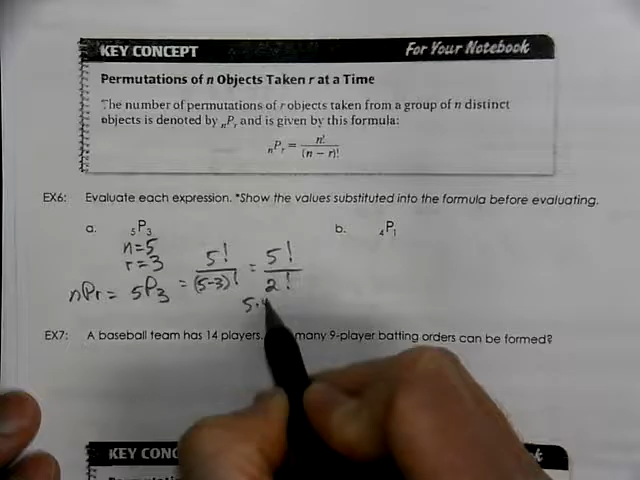 KEY CONCEPT For Your Notebook
Permutations of n Objects Taken r at a Time
The number of permutations of r objects taken from a group of n distinct
objects is denoted by nPr and is given by this formula:
nPr = n! / (n − r)!
EX6: Evaluate each expression. *Show the values substituted into the formula before evaluating.
a. 5P3 b. 4P1
n=5
r=3
nPr = 5P3 = 5! / (5-3)! = 5! / 2!
5·4
EX7: A baseball team has 14 players. many 9-player batting orders can be formed?
KEY CONC